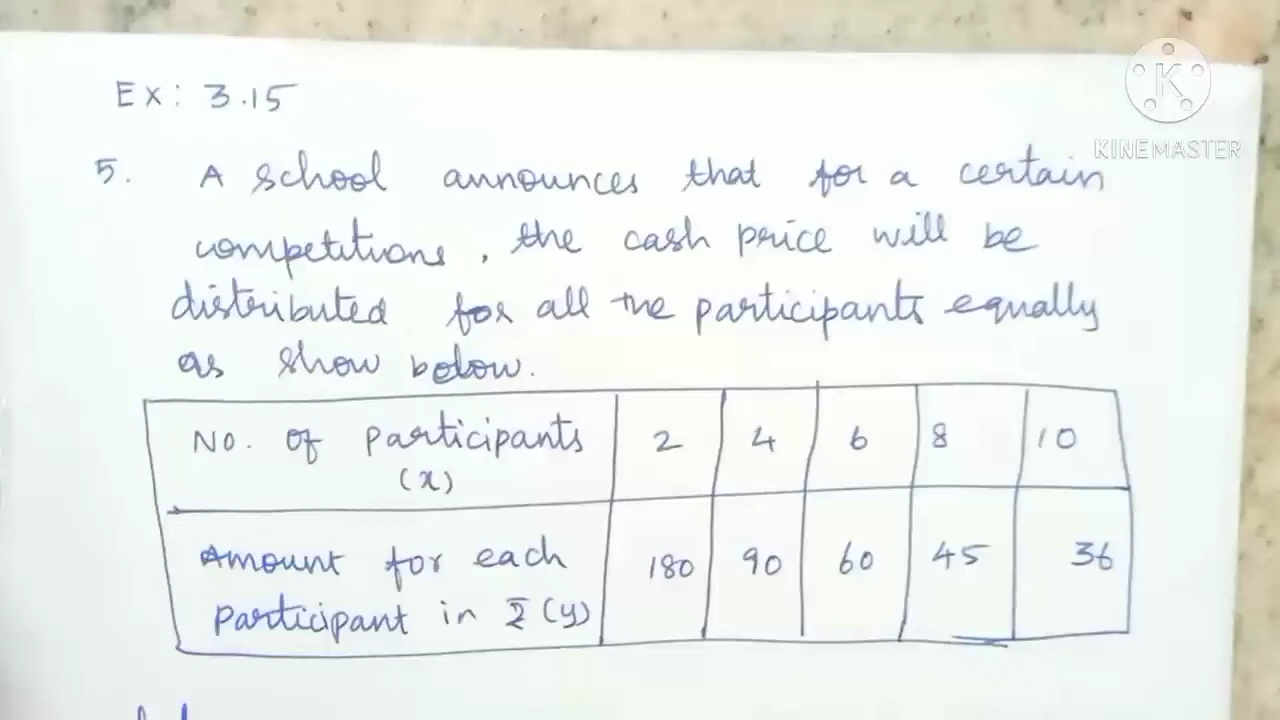 Ex: 3.15
KINEMASTER
5. A school announces that for a certain
competitions, the cash price will be
distributed for all the participants equally
as show below.
No. of participants 2 4 6 8 10
(x)
Amount for each
participant in ₹ (y) 180 90 60 45 36